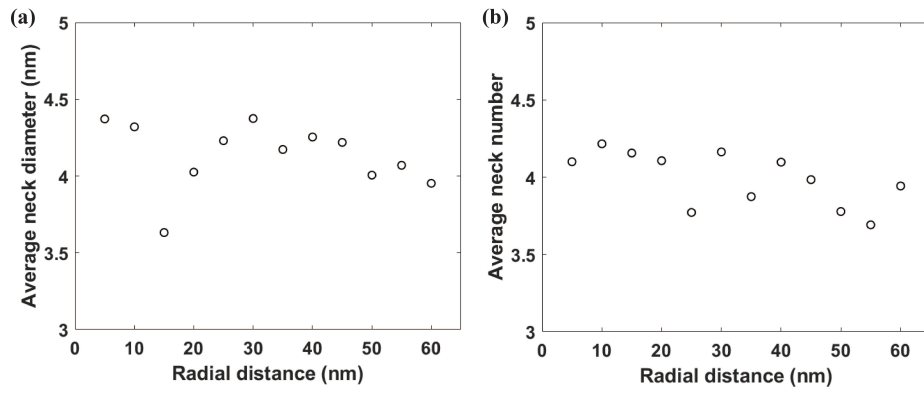 (a)
Average neck diameter (nm)
5
4.5
4
3.5
3
0 10 20 30 40 50 60
Radial distance (nm)
(b)
Average neck number
5
4.5
4
3.5
3
0 10 20 30 40 50 60
Radial distance (nm)